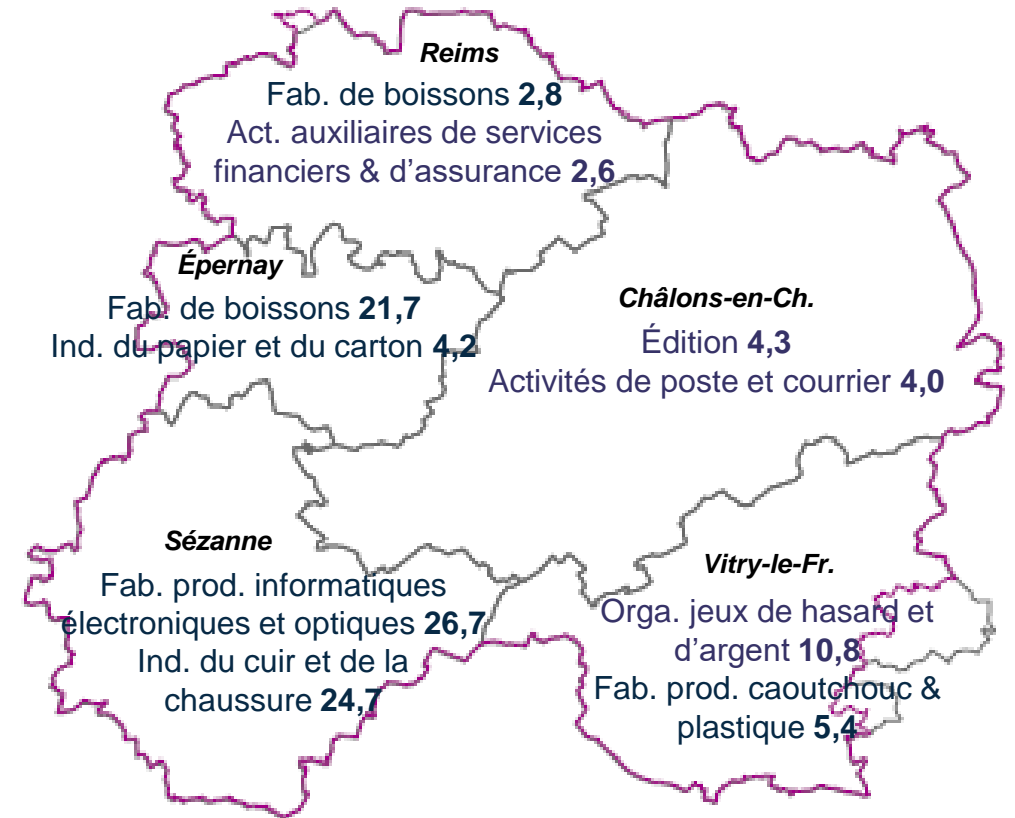 Reims
Fab. de boissons 2,8
Act. auxiliaires de services
financiers & d'assurance 2,6
Épernay
Fab. de boissons 21,7
Ind. du papier et du carton 4,2
Châlons-en-Ch.
Édition 4,3
Activités de poste et courrier 4,0
Sézanne
Fab. prod. informatiques
électroniques et optiques 26,7
Ind. du cuir et de la
chaussure 24,7
Vitry-le-Fr.
Orga. jeux de hasard et
d'argent 10,8
Fab. prod. caoutchouc &
plastique 5,4